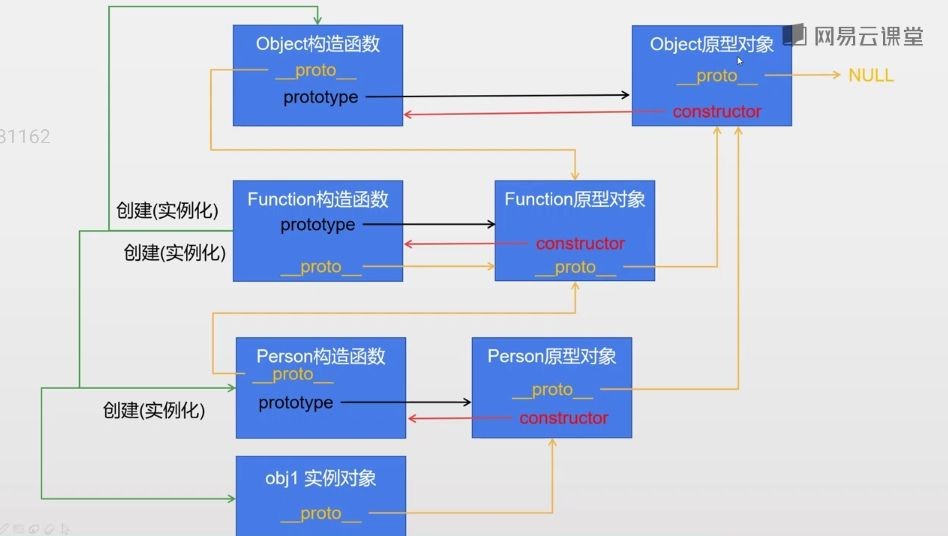 网易云课堂
Object构造函数
__proto__
prototype
Object原型对象
__proto__
constructor
NULL
31162
创建(实例化)
创建(实例化)
Function构造函数
prototype
__proto__
Function原型对象
constructor
__proto__
Person构造函数
__proto__
prototype
Person原型对象
__proto__
constructor
创建(实例化)
obj1 实例对象
__proto__